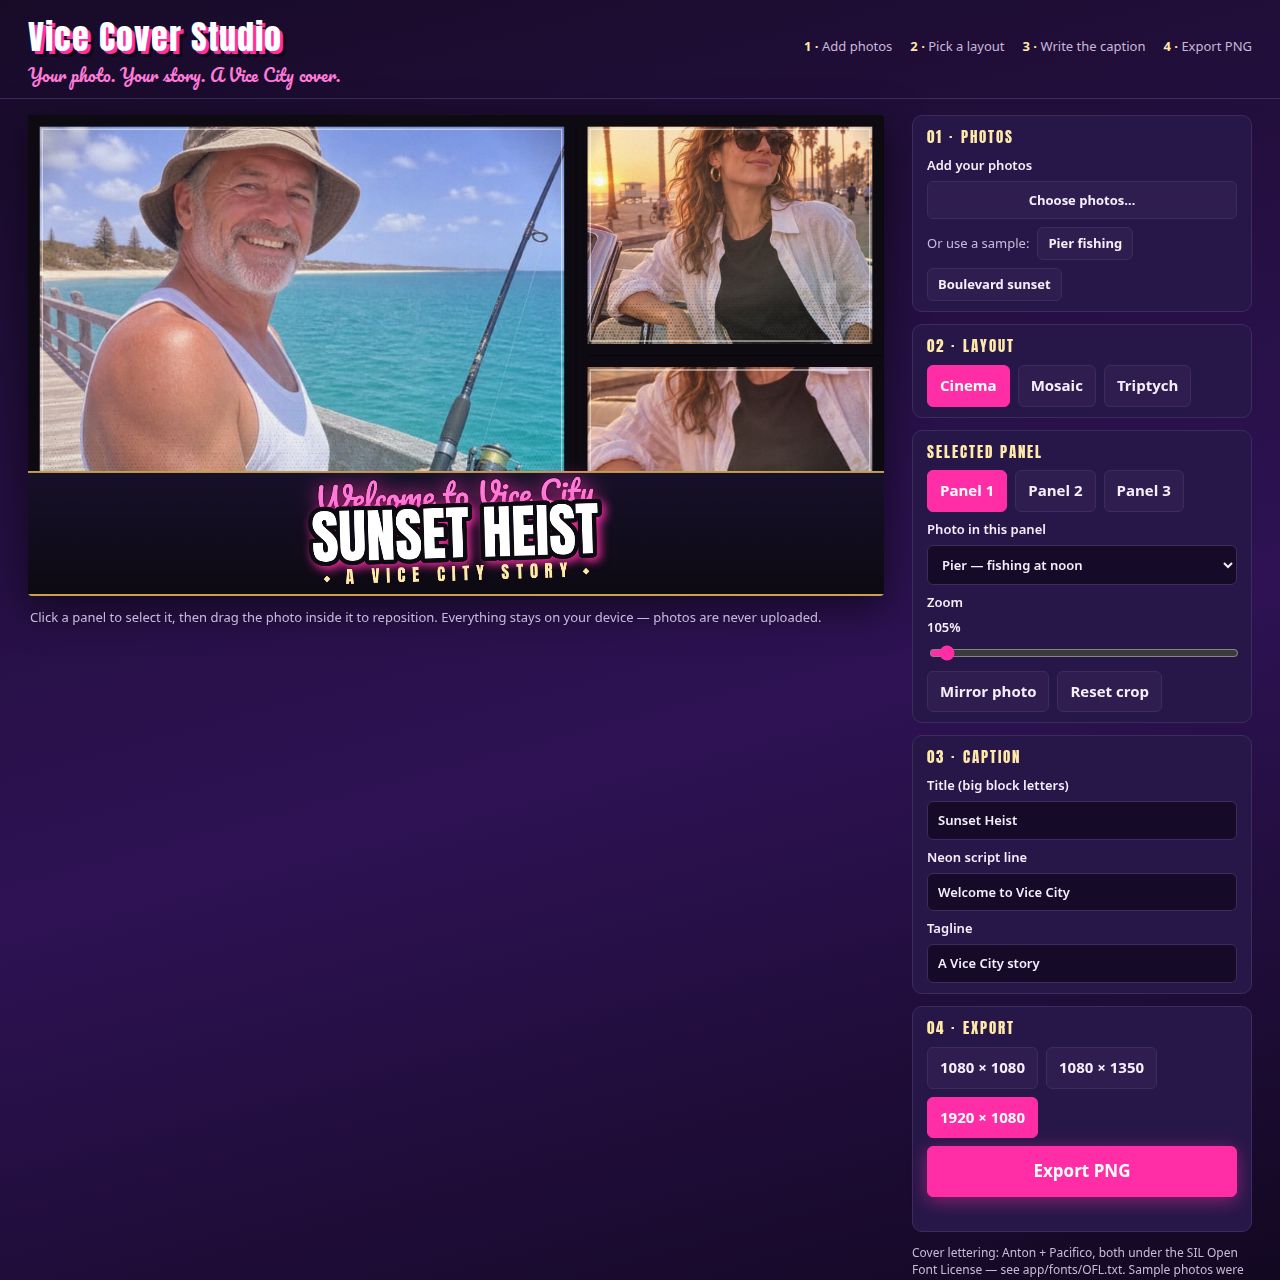 Vice Cover Studio
Your photo. Your story. A Vice City cover.
1 · Add photos 2 · Pick a layout 3 · Write the caption 4 · Export PNG
Welcome to Vice City
SUNSET HEIST
• A VICE CITY STORY •
Click a panel to select it, then drag the photo inside it to reposition. Everything stays on your device — photos are never uploaded.
01 · PHOTOS
Add your photos
Choose photos...
Or use a sample: Pier fishing
Boulevard sunset
02 · LAYOUT
Cinema Mosaic Triptych
SELECTED PANEL
Panel 1 Panel 2 Panel 3
Photo in this panel
Pier — fishing at noon
Zoom
105%
Mirror photo Reset crop
03 · CAPTION
Title (big block letters)
Sunset Heist
Neon script line
Welcome to Vice City
Tagline
A Vice City story
04 · EXPORT
1080 × 1080 1080 × 1350
1920 × 1080
Export PNG
Cover lettering: Anton + Pacifico, both under the SIL Open
Font License — see app/fonts/OFL.txt. Sample photos were